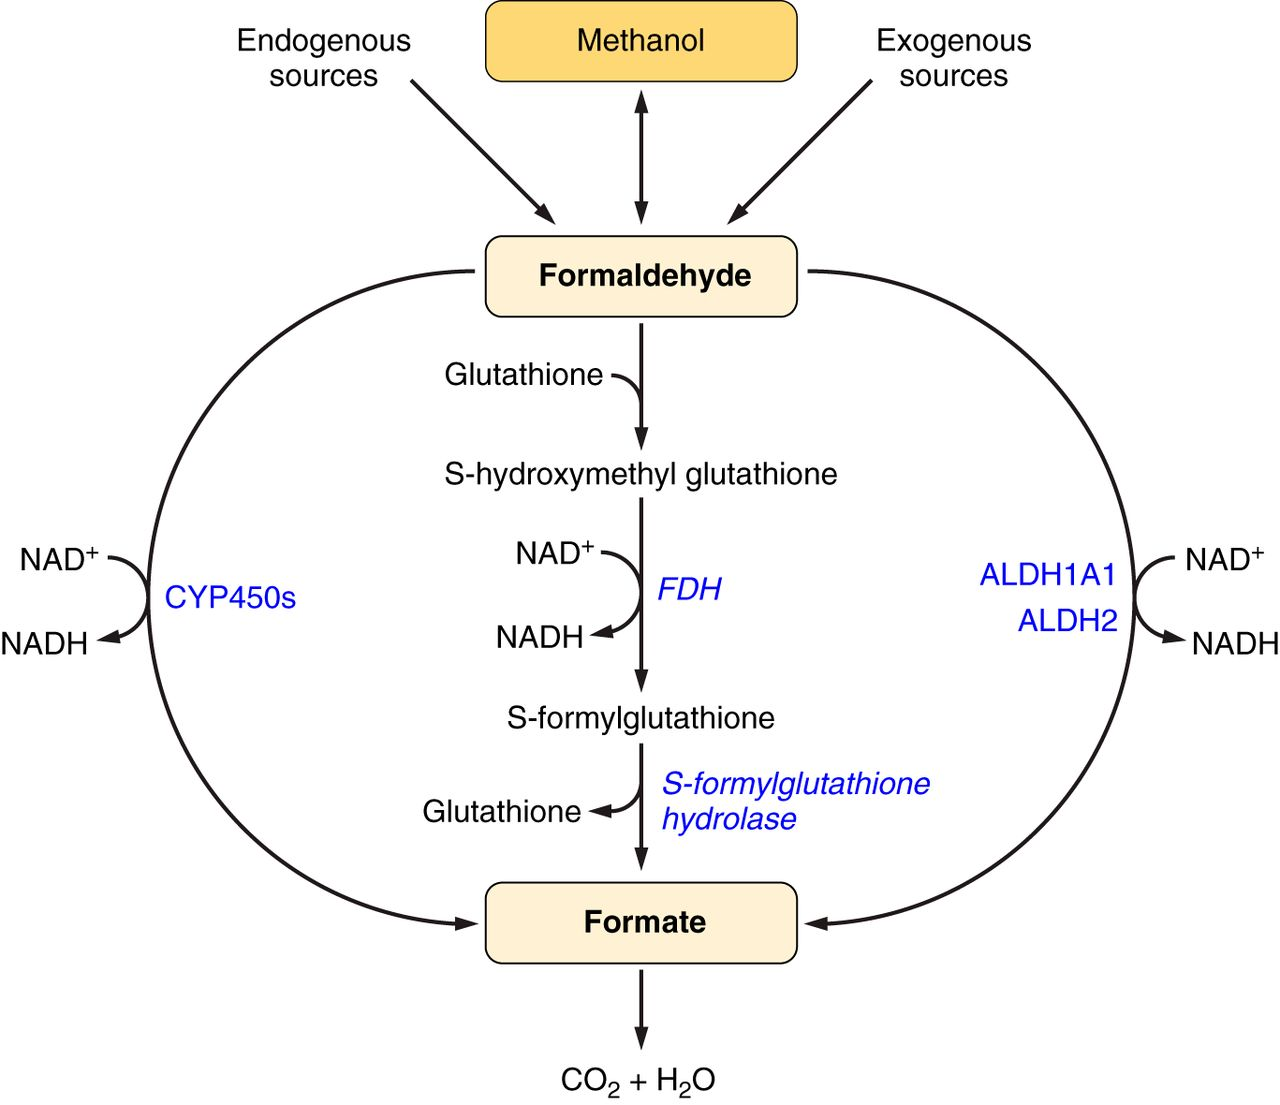 Endogenous
sources
Methanol
Exogenous
sources
Formaldehyde
Glutathione
S-hydroxymethyl glutathione
NAD⁺
NADH
CYP450s
NAD⁺
NADH
FDH
ALDH1A1
ALDH2
NAD⁺
NADH
S-formylglutathione
Glutathione
S-formylglutathione
hydrolase
Formate
CO₂ + H₂O